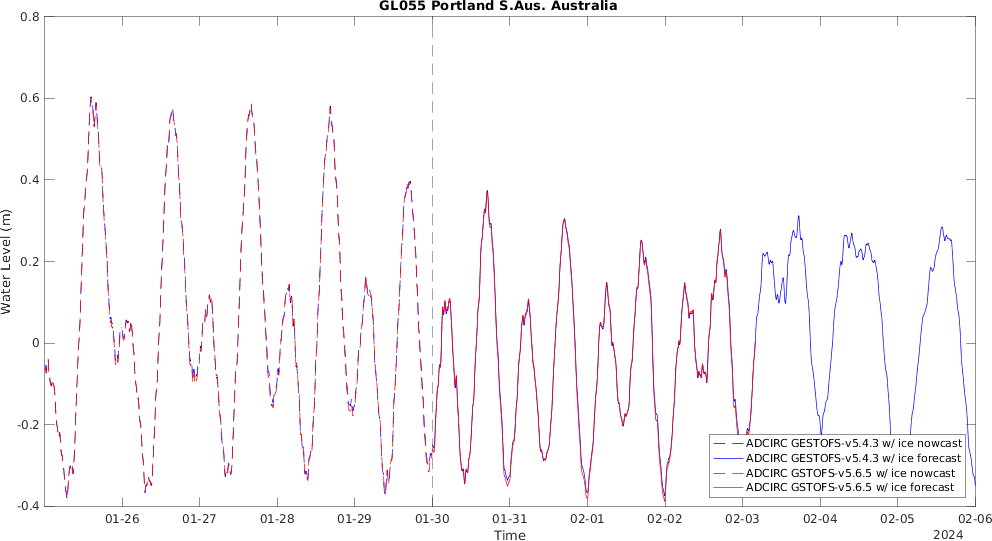 GL055 Portland S.Aus. Australia
0.8
0.6
0.4
0.2
0
-0.2
-0.4
Water Level (m)
ADCIRC GESTOFS-v5.4.3 w/ ice nowcast
ADCIRC GESTOFS-v5.4.3 w/ ice forecast
ADCIRC GSTOFS-v5.6.5 w/ ice nowcast
ADCIRC GSTOFS-v5.6.5 w/ ice forecast
01-26 01-27 01-28 01-29 01-30 01-31 02-01 02-02 02-03 02-04 02-05 02-06
Time
2024